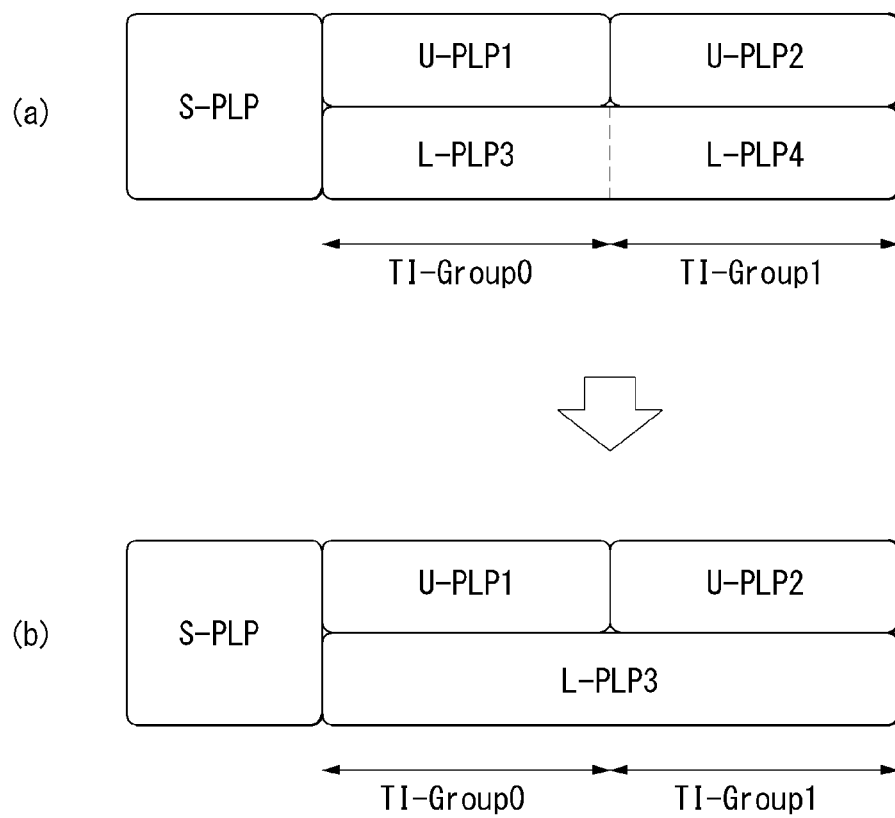 (a)
S-PLP
U-PLP1
U-PLP2
L-PLP3
L-PLP4
TI-Group0
TI-Group1
(b)
S-PLP
U-PLP1
U-PLP2
L-PLP3
TI-Group0
TI-Group1